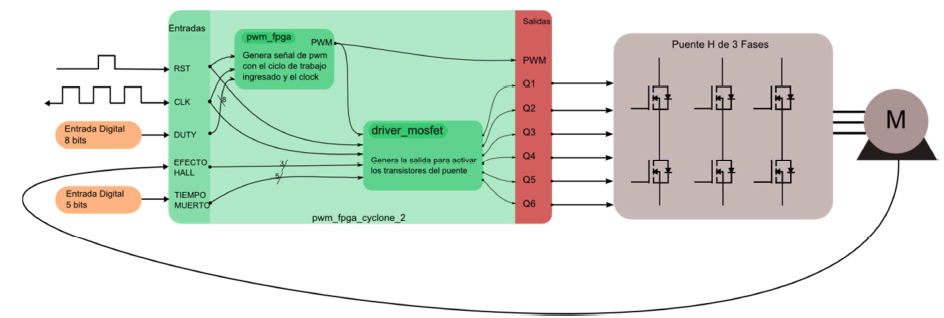 Entradas
Salidas
pwm_fpga
PWM
Genera señal de pwm
con el ciclo de trabajo
ingresado y el clock
Puente H de 3 Fases
RST
PWM
CLK
8
Q1
Q2
Entrada Digital
8 bits
DUTY
driver_mosfet
Q3
M
EFECTO
HALL
3
Genera la salida para activar
los transistores del puente
Q4
5
Q5
Entrada Digital
5 bits
TIEMPO
MUERTO
Q6
pwm_fpga_cyclone_2